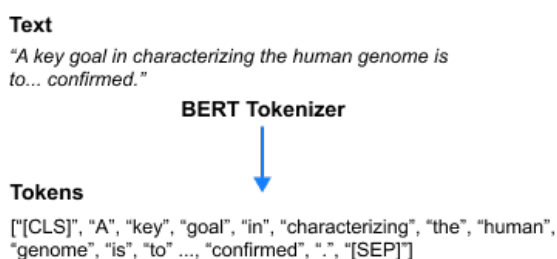 Text
“A key goal in characterizing the human genome is
to... confirmed.”
BERT Tokenizer
Tokens
[“[CLS]”, “A”, “key”, “goal”, “in”, “characterizing”, “the”, “human”,
“genome”, “is”, “to” ..., “confirmed”, “.”, “[SEP]”]